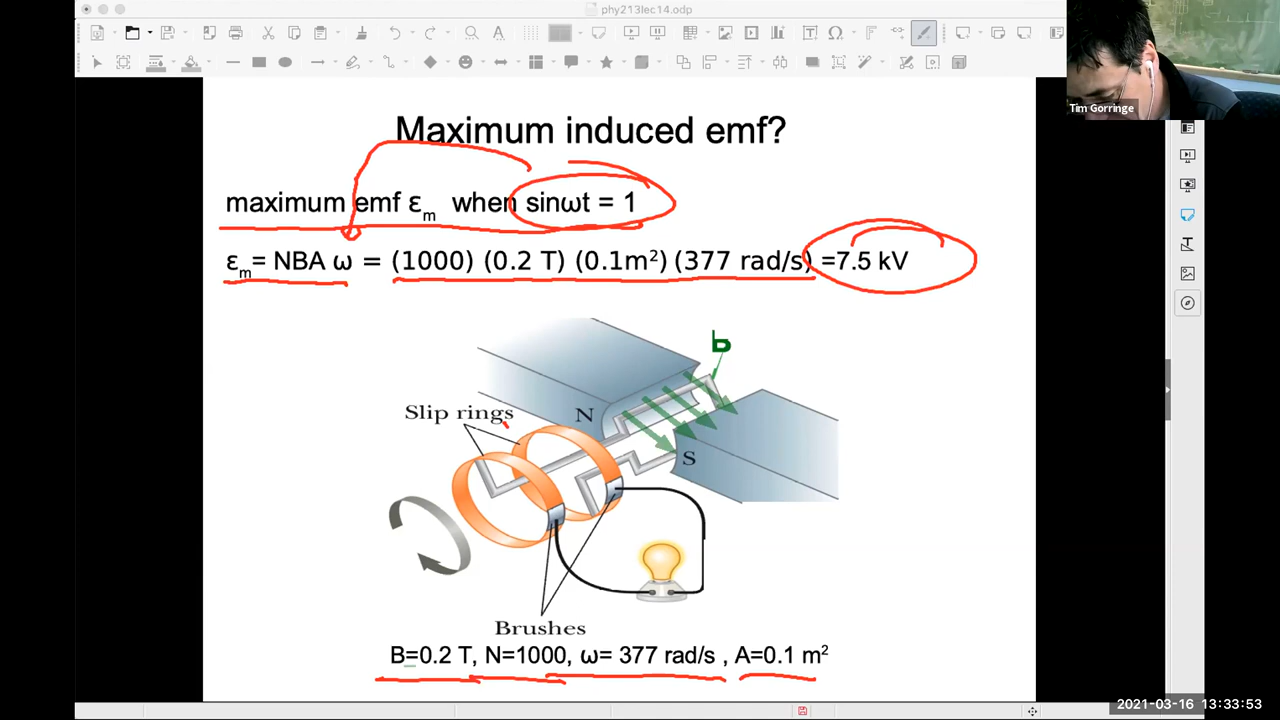 phy213lec14.odp
Tim Gorringe
Maximum induced emf?
maximum emf εm when sinωt = 1
εm= NBA ω = (1000) (0.2 T) (0.1m²) (377 rad/s) =7.5 kV
b
Slip rings
N
S
Brushes
B=0.2 T, N=1000, ω= 377 rad/s , A=0.1 m²
2021-03-16 13:33:53